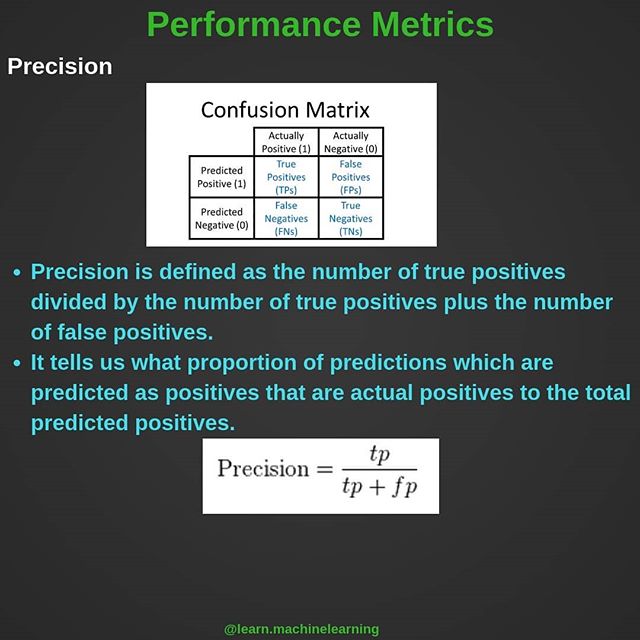 Performance Metrics
Precision
Confusion Matrix
Actually Positive (1)
Actually Negative (0)
Predicted Positive (1)
True Positives (TPs)
False Positives (FPs)
Predicted Negative (0)
False Negatives (FNs)
True Negatives (TNs)
• Precision is defined as the number of true positives
divided by the number of true positives plus the number
of false positives.
• It tells us what proportion of predictions which are
predicted as positives that are actual positives to the total
predicted positives.
Precision = tp / tp + fp
@learn.machinelearning